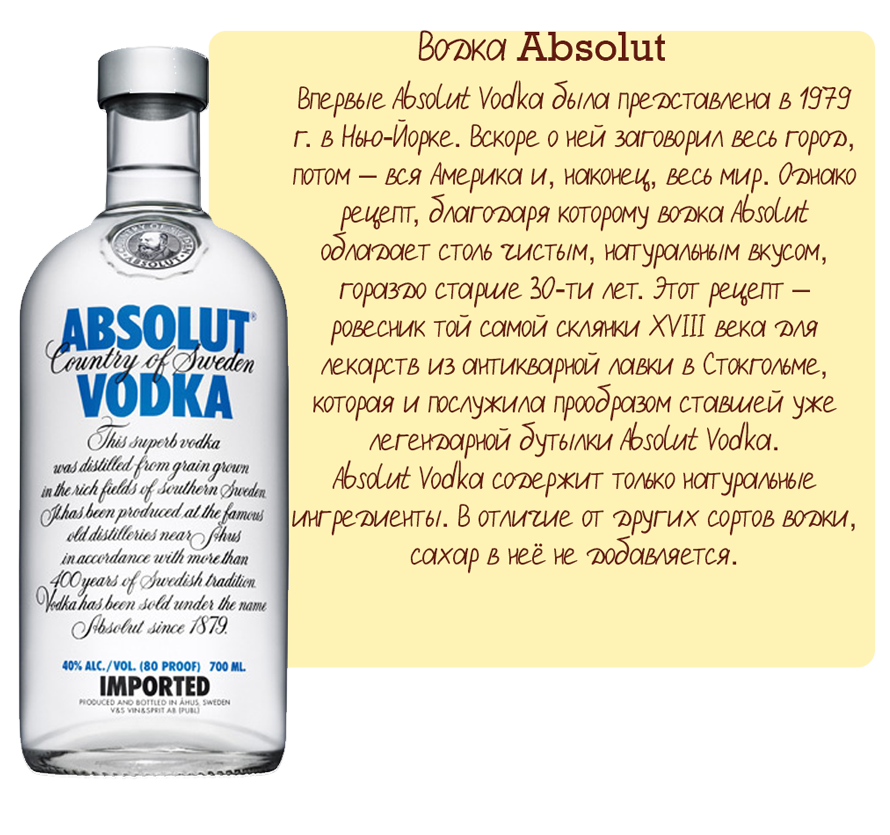 Водка Absolut
Впервые Absolut Vodka была представлена в 1979
г. в Нью-Йорке. Вскоре о ней заговорил весь город,
потом – вся Америка и, наконец, весь мир. Однако
рецепт, благодаря которому водка Absolut
обладает столь чистым, натуральным вкусом,
гораздо старше 30-ти лет. Этот рецепт –
ровесник той самой склянки XVIII века для
лекарств из антикварной лавки в Стокгольме,
которая и послужила прообразом ставшей уже
легендарной бутылки Absolut Vodka.
Absolut Vodka содержит только натуральные
ингредиенты. В отличие от других сортов водки,
сахар в неё не добавляется.
COUNTRY OF SWEDEN
ABSOLUT
ABSOLUT®
Country of Sweden
VODKA
This superb vodka
was distilled from grain grown
in the rich fields of southern Sweden.
It has been produced at the famous
old distilleries near Åhus
in accordance with more than
400 years of Swedish tradition.
Vodka has been sold under the name
Absolut since 1879.
40% ALC./VOL. (80 PROOF) 700 ML.
IMPORTED
PRODUCED AND BOTTLED IN ÅHUS, SWEDEN
V&S VIN&SPRIT AB (PUBL)